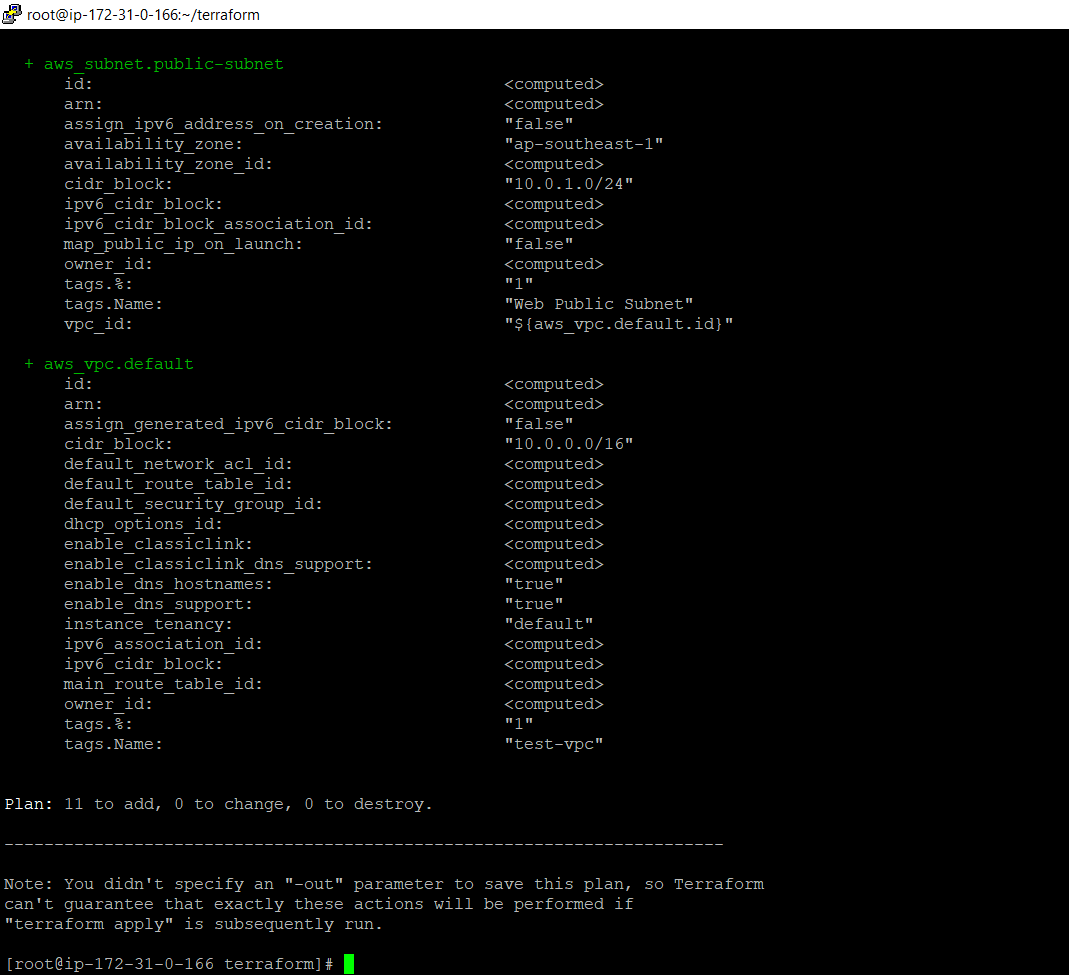 root@ip-172-31-0-166:~/terraform
+ aws_subnet.public-subnet
id: <computed>
arn: <computed>
assign_ipv6_address_on_creation: "false"
availability_zone: "ap-southeast-1"
availability_zone_id: <computed>
cidr_block: "10.0.1.0/24"
ipv6_cidr_block: <computed>
ipv6_cidr_block_association_id: <computed>
map_public_ip_on_launch: "false"
owner_id: <computed>
tags.%: "1"
tags.Name: "Web Public Subnet"
vpc_id: "${aws_vpc.default.id}"
+ aws_vpc.default
id: <computed>
arn: <computed>
assign_generated_ipv6_cidr_block: "false"
cidr_block: "10.0.0.0/16"
default_network_acl_id: <computed>
default_route_table_id: <computed>
default_security_group_id: <computed>
dhcp_options_id: <computed>
enable_classiclink: <computed>
enable_classiclink_dns_support: <computed>
enable_dns_hostnames: "true"
enable_dns_support: "true"
instance_tenancy: "default"
ipv6_association_id: <computed>
ipv6_cidr_block: <computed>
main_route_table_id: <computed>
owner_id: <computed>
tags.%: "1"
tags.Name: "test-vpc"
Plan: 11 to add, 0 to change, 0 to destroy.
------------------------------------------------------------------------
Note: You didn't specify an "-out" parameter to save this plan, so Terraform
can't guarantee that exactly these actions will be performed if
"terraform apply" is subsequently run.
[root@ip-172-31-0-166 terraform]#